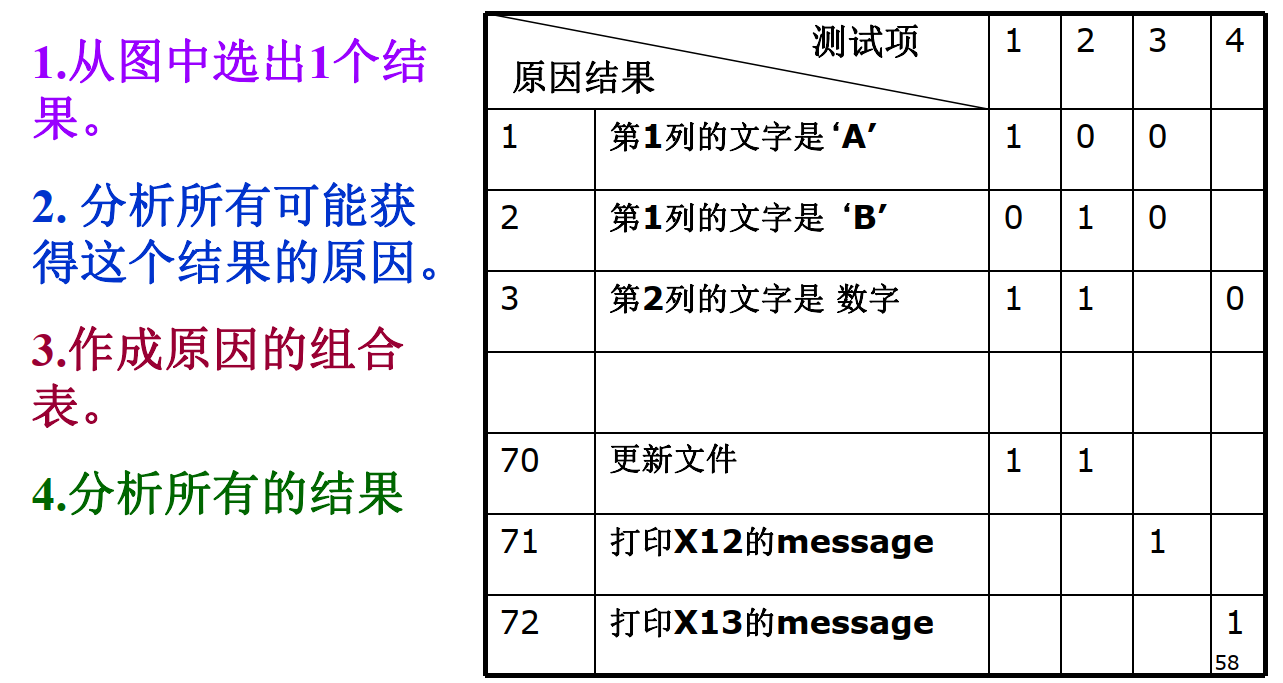 1.从图中选出1个结
果。
2. 分析所有可能获
得这个结果的原因。
3.作成原因的组合
表。
4.分析所有的结果
测试项 1 2 3 4
原因结果
1 第1列的文字是‘A’ 1 0 0
2 第1列的文字是 ‘B’ 0 1 0
3 第2列的文字是 数字 1 1 0
70 更新文件 1 1
71 打印X12的message 1
72 打印X13的message 1
58